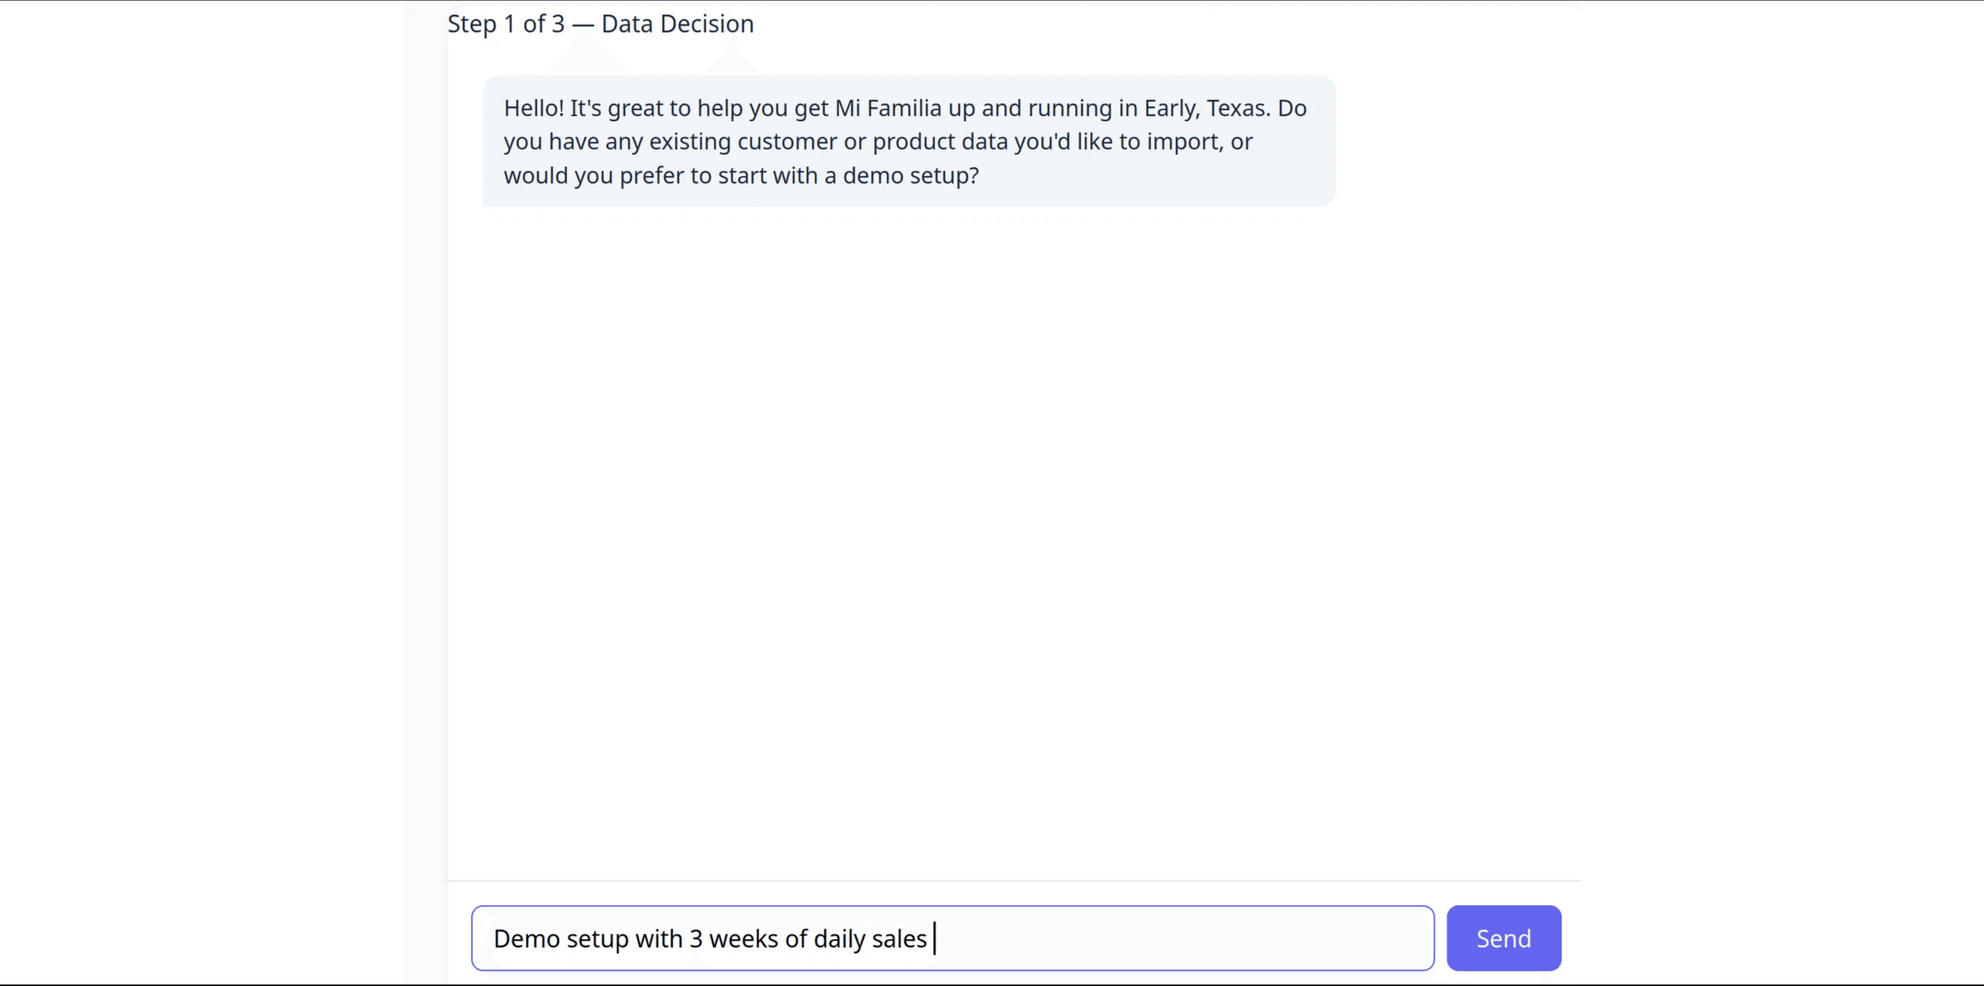 Step 1 of 3 — Data Decision
Hello! It's great to help you get Mi Familia up and running in Early, Texas. Do
you have any existing customer or product data you'd like to import, or
would you prefer to start with a demo setup?
Demo setup with 3 weeks of daily sales
Send